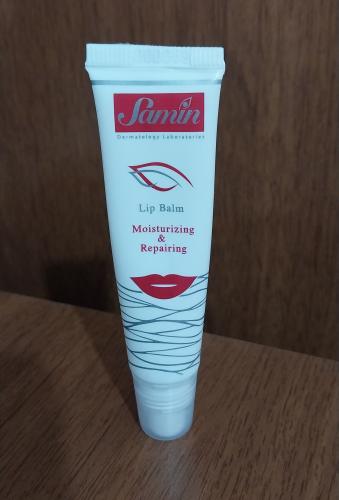 Samin
Dermatology Laboratories
Lip Balm
Moisturizing
&
Repairing